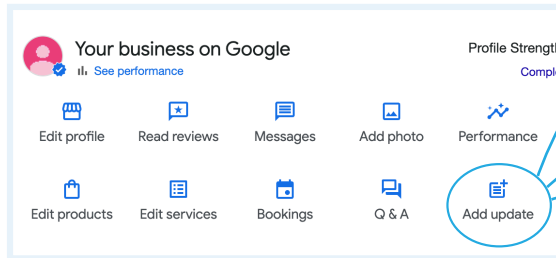 Your business on Google
Profile Strength
See performance
Edit profile Read reviews Messages Add photo Performance
Edit products Edit services Bookings Q & A Add update